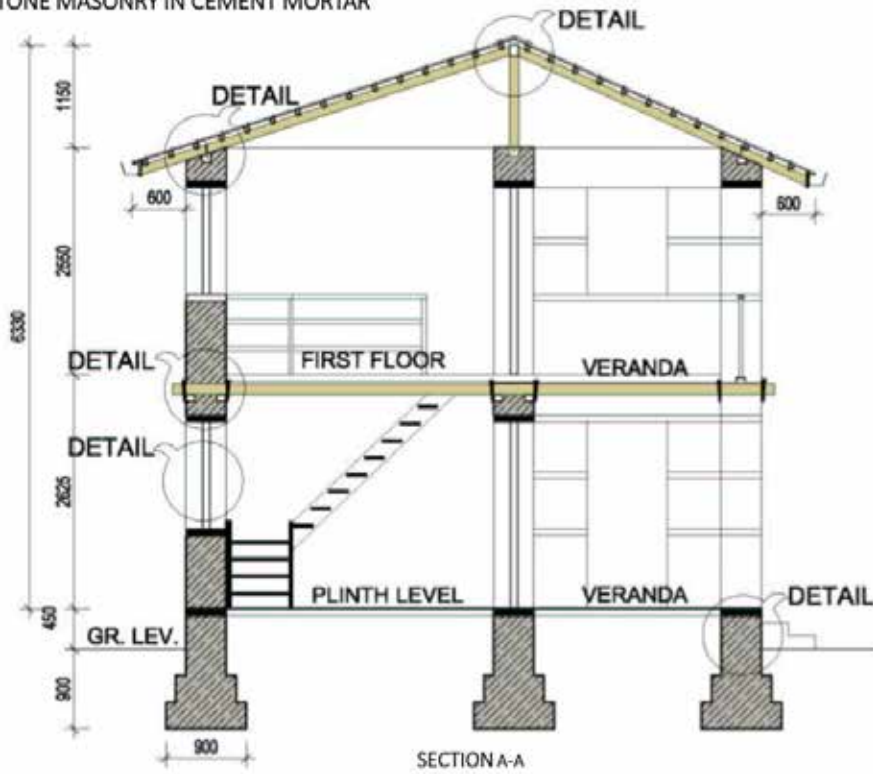 TONE MASONRY IN CEMENT MORTAR
DETAIL
DETAIL
1150
600
600
2550
6330
DETAIL
FIRST FLOOR
VERANDA
DETAIL
2625
PLINTH LEVEL
VERANDA
DETAIL
450
GR. LEV.
900
900
SECTION A-A